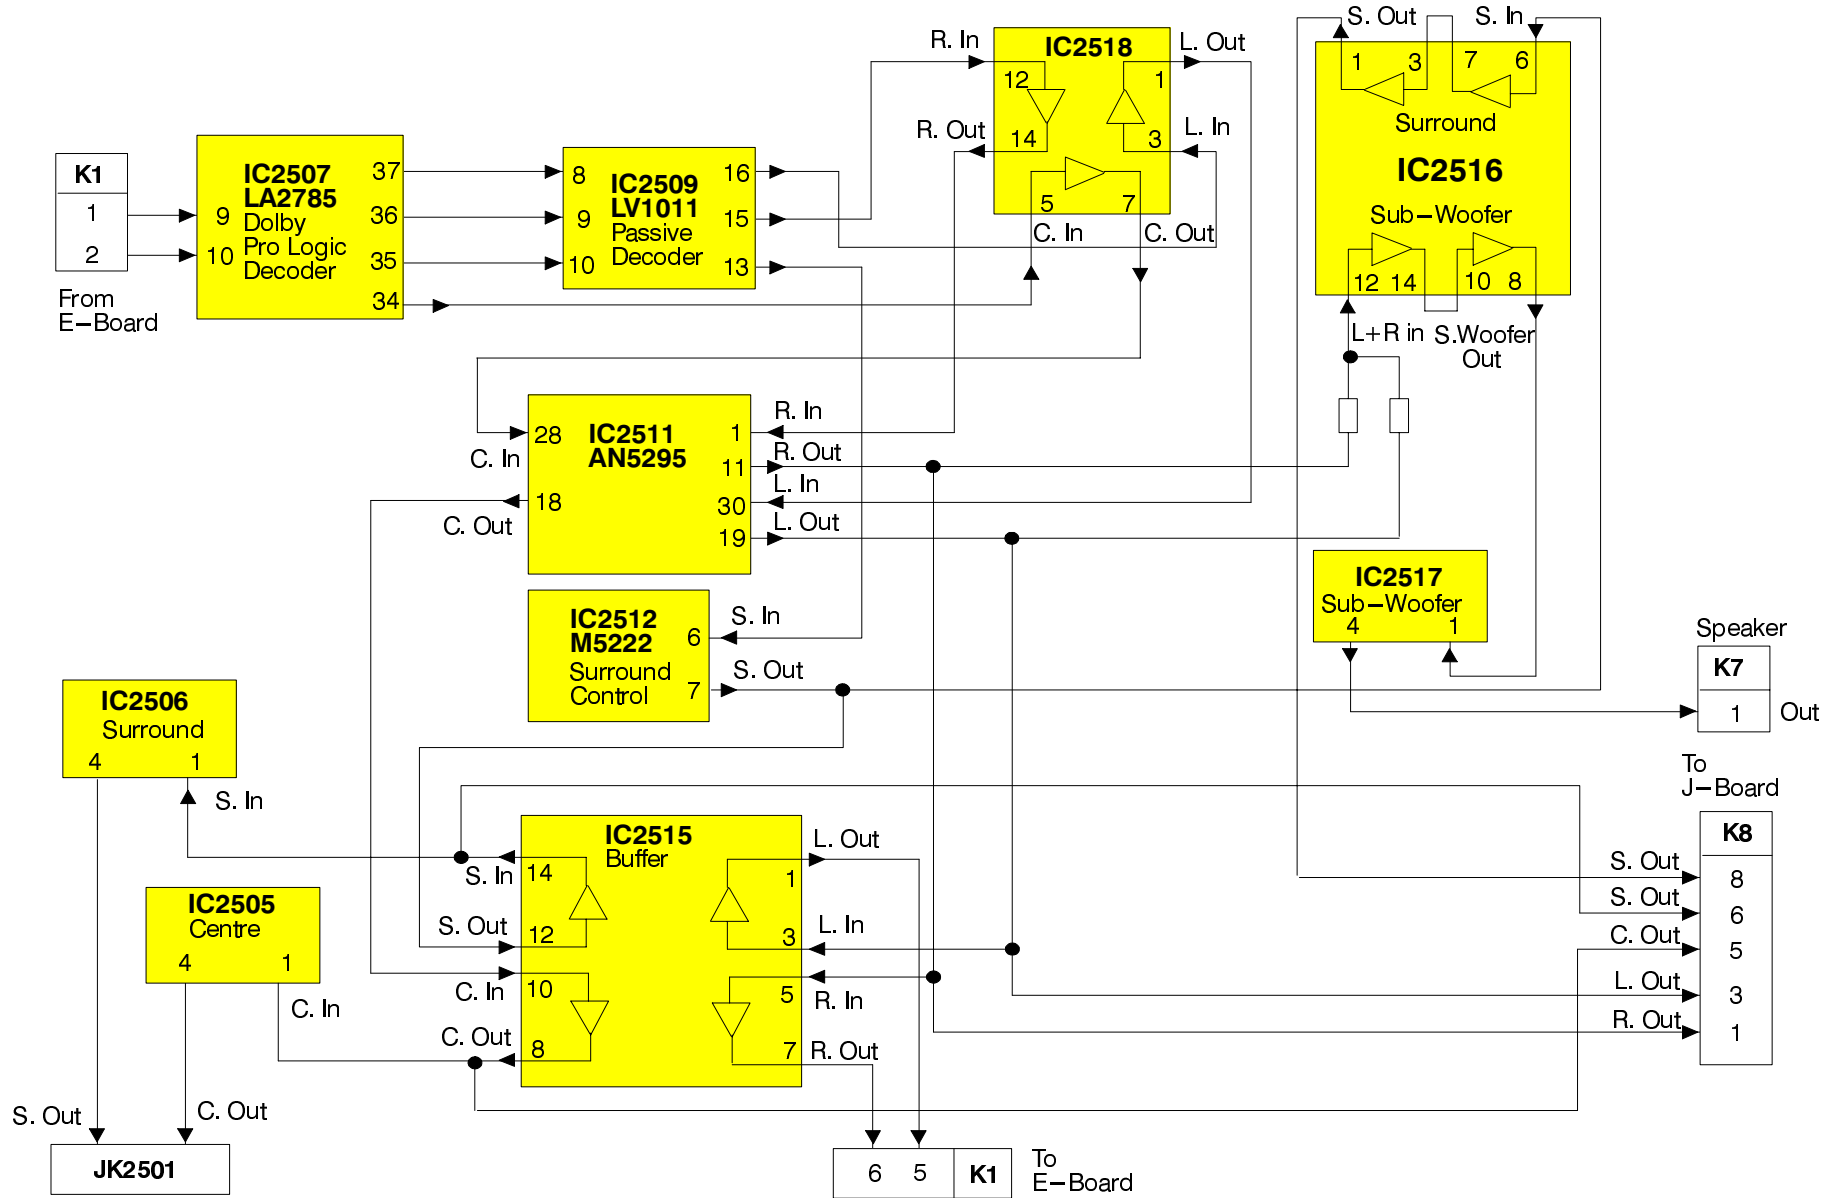 K1
1
2
From
E–Board
IC2507
LA2785
Dolby
Pro Logic
Decoder
9
10
37
36
35
34
IC2509
LV1011
Passive
Decoder
8
9
10
16
15
13
R. In
R. Out
IC2518
12
14
1
3
5
7
L. Out
L. In
C. In
C. Out
S. Out
S. In
1
3
7
6
Surround
IC2516
Sub–Woofer
12
14
10
8
L+R in
S.Woofer
Out
IC2511
AN5295
28
18
C. In
C. Out
1
11
30
19
R. In
R. Out
L. In
L. Out
IC2512
M5222
Surround
Control
6
7
S. In
S. Out
IC2517
Sub–Woofer
4
1
Speaker
K7
1
Out
IC2506
Surround
4
1
S. In
IC2505
Centre
4
1
C. In
S. Out
C. Out
JK2501
IC2515
Buffer
14
12
10
8
1
3
5
7
S. In
S. Out
C. In
C. Out
L. Out
L. In
R. In
R. Out
6
5
K1
To
E–Board
To
J–Board
K8
S. Out
8
S. Out
6
C. Out
5
L. Out
3
R. Out
1